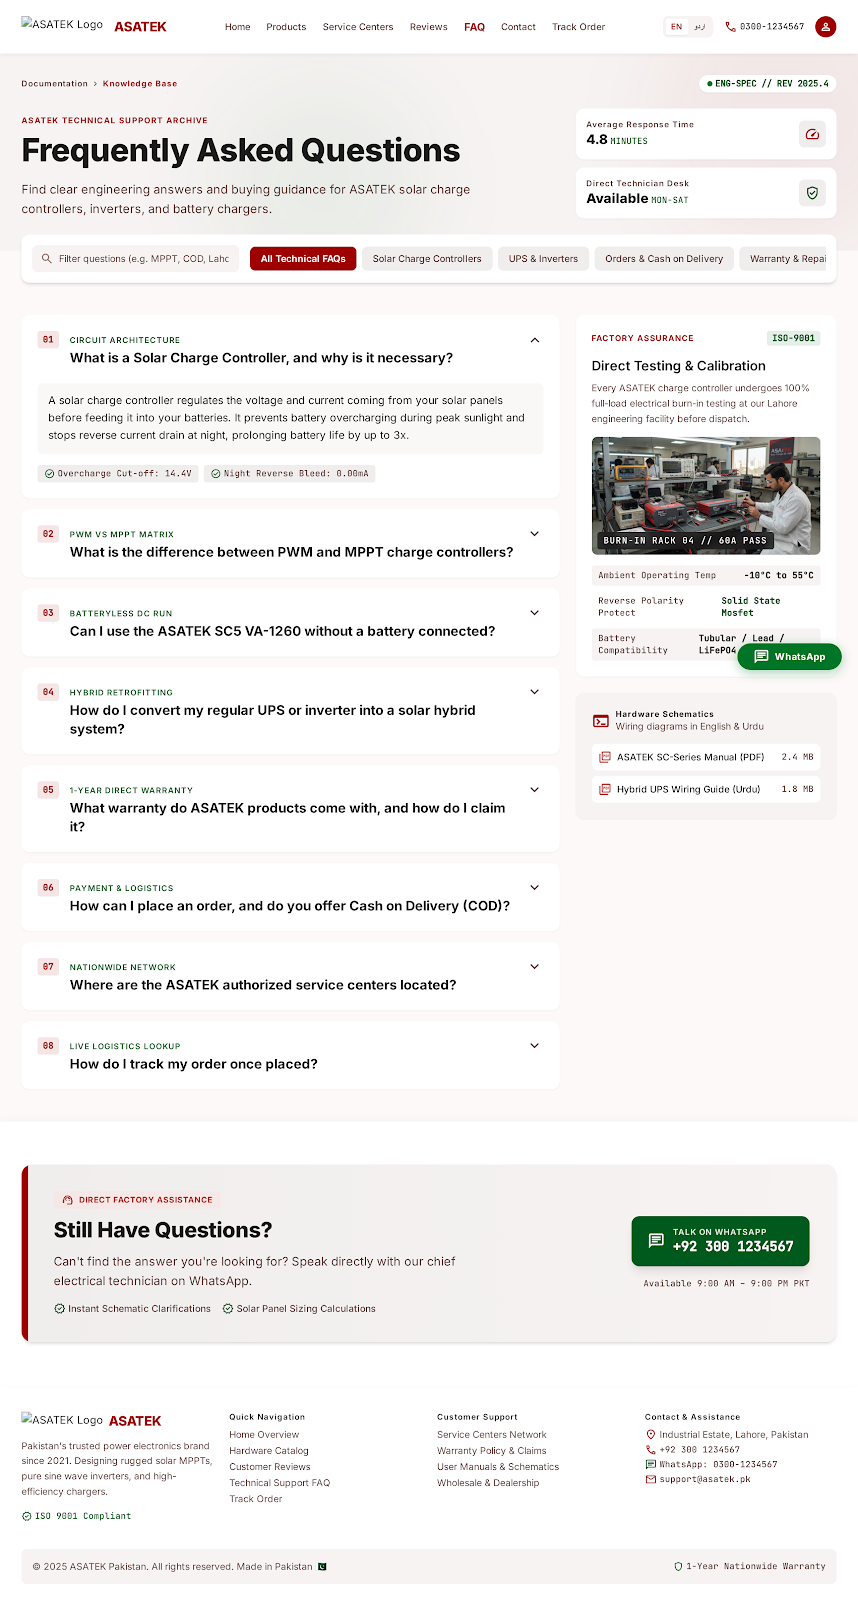 ASATEK Logo ASATEK
Home Products Service Centers Reviews FAQ Contact Track Order
EN اردو
0300-1234567
Documentation › Knowledge Base
ENG-SPEC // REV 2025.4
ASATEK TECHNICAL SUPPORT ARCHIVE
Frequently Asked Questions
Find clear engineering answers and buying guidance for ASATEK solar charge
controllers, inverters, and battery chargers.
Average Response Time
4.8 MINUTES
Direct Technician Desk
Available MON-SAT
Filter questions (e.g. MPPT, COD, Laho
All Technical FAQs
Solar Charge Controllers
UPS & Inverters
Orders & Cash on Delivery
Warranty & Repai
01 CIRCUIT ARCHITECTURE
What is a Solar Charge Controller, and why is it necessary?
A solar charge controller regulates the voltage and current coming from your solar panels
before feeding it into your batteries. It prevents battery overcharging during peak sunlight and
stops reverse current drain at night, prolonging battery life by up to 3x.
Overcharge Cut-off: 14.4V
Night Reverse Bleed: 0.00mA
02 PWM VS MPPT MATRIX
What is the difference between PWM and MPPT charge controllers?
03 BATTERYLESS DC RUN
Can I use the ASATEK SC5 VA-1260 without a battery connected?
04 HYBRID RETROFITTING
How do I convert my regular UPS or inverter into a solar hybrid
system?
05 1-YEAR DIRECT WARRANTY
What warranty do ASATEK products come with, and how do I claim
it?
06 PAYMENT & LOGISTICS
How can I place an order, and do you offer Cash on Delivery (COD)?
07 NATIONWIDE NETWORK
Where are the ASATEK authorized service centers located?
08 LIVE LOGISTICS LOOKUP
How do I track my order once placed?
FACTORY ASSURANCE
ISO-9001
Direct Testing & Calibration
Every ASATEK charge controller undergoes 100%
full-load electrical burn-in testing at our Lahore
engineering facility before dispatch.
BURN-IN RACK 04 // 60A PASS
Ambient Operating Temp -10°C to 55°C
Reverse Polarity Solid State
Protect Mosfet
Battery Tubular / Lead /
Compatibility LiFePO4
WhatsApp
Hardware Schematics
Wiring diagrams in English & Urdu
ASATEK SC-Series Manual (PDF) 2.4 MB
Hybrid UPS Wiring Guide (Urdu) 1.8 MB
DIRECT FACTORY ASSISTANCE
Still Have Questions?
Can't find the answer you're looking for? Speak directly with our chief
electrical technician on WhatsApp.
Instant Schematic Clarifications
Solar Panel Sizing Calculations
TALK ON WHATSAPP
+92 300 1234567
Available 9:00 AM – 9:00 PM PKT
ASATEK Logo ASATEK
Pakistan's trusted power electronics brand
since 2021. Designing rugged solar MPPTs,
pure sine wave inverters, and high-
efficiency chargers.
ISO 9001 Compliant
Quick Navigation
Home Overview
Hardware Catalog
Customer Reviews
Technical Support FAQ
Track Order
Customer Support
Service Centers Network
Warranty Policy & Claims
User Manuals & Schematics
Wholesale & Dealership
Contact & Assistance
Industrial Estate, Lahore, Pakistan
+92 300 1234567
WhatsApp: 0300-1234567
support@asatek.pk
© 2025 ASATEK Pakistan. All rights reserved. Made in Pakistan 🇵🇰
1-Year Nationwide Warranty